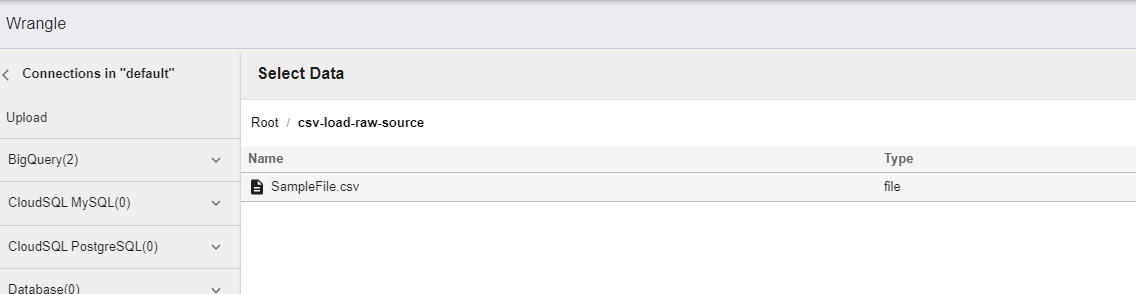 Wrangle
Connections in "default"
Upload
BigQuery(2)
CloudSQL MySQL(0)
CloudSQL PostgreSQL(0)
Database(0)
Select Data
Root / csv-load-raw-source
Name Type
SampleFile.csv file